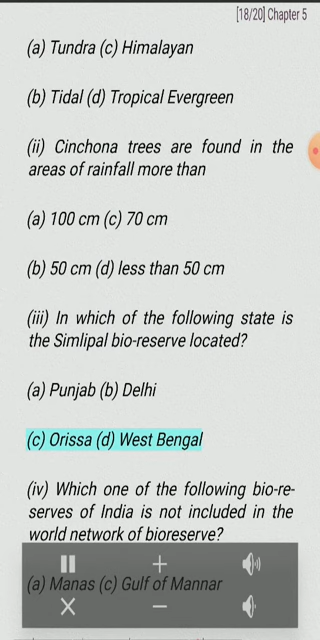 [18/20] Chapter 5
(a) Tundra (c) Himalayan
(b) Tidal (d) Tropical Evergreen
(ii) Cinchona trees are found in the
areas of rainfall more than
(a) 100 cm (c) 70 cm
(b) 50 cm (d) less than 50 cm
(iii) In which of the following state is
the Simlipal bio-reserve located?
(a) Punjab (b) Delhi
(c) Orissa (d) West Bengal
(iv) Which one of the following bio-re-
serves of India is not included in the
world network of bioreserve?
(a) Manas (c) Gulf of Mannar